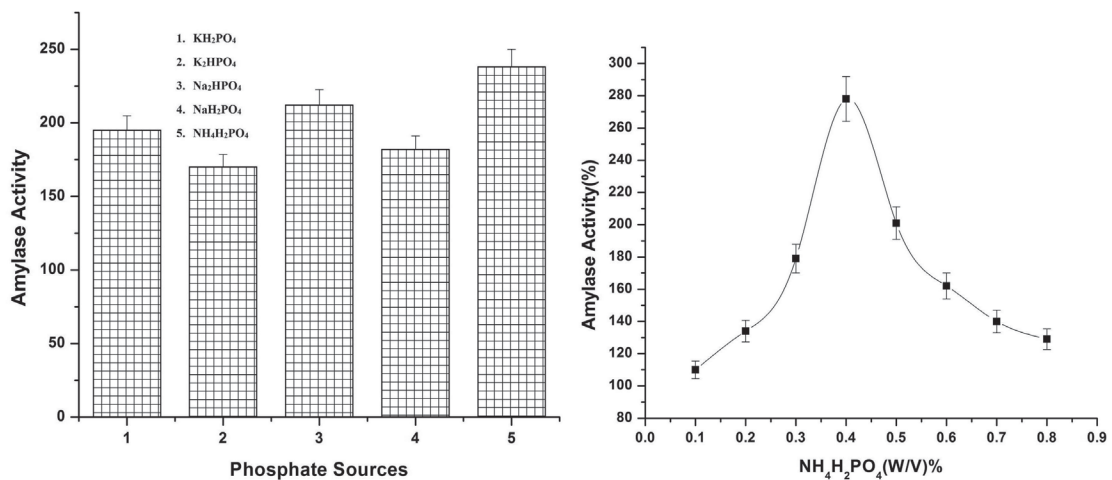 1. KH₂PO₄
2. K₂HPO₄
3. Na₂HPO₄
4. NaH₂PO₄
5. NH₄H₂PO₄
Amylase Activity
250
200
150
100
50
0
1 2 3 4 5
Phosphate Sources
Amylase Activity(%)
300
280
260
240
220
200
180
160
140
120
100
80
0.0 0.1 0.2 0.3 0.4 0.5 0.6 0.7 0.8 0.9
NH₄H₂PO₄(W/V)%